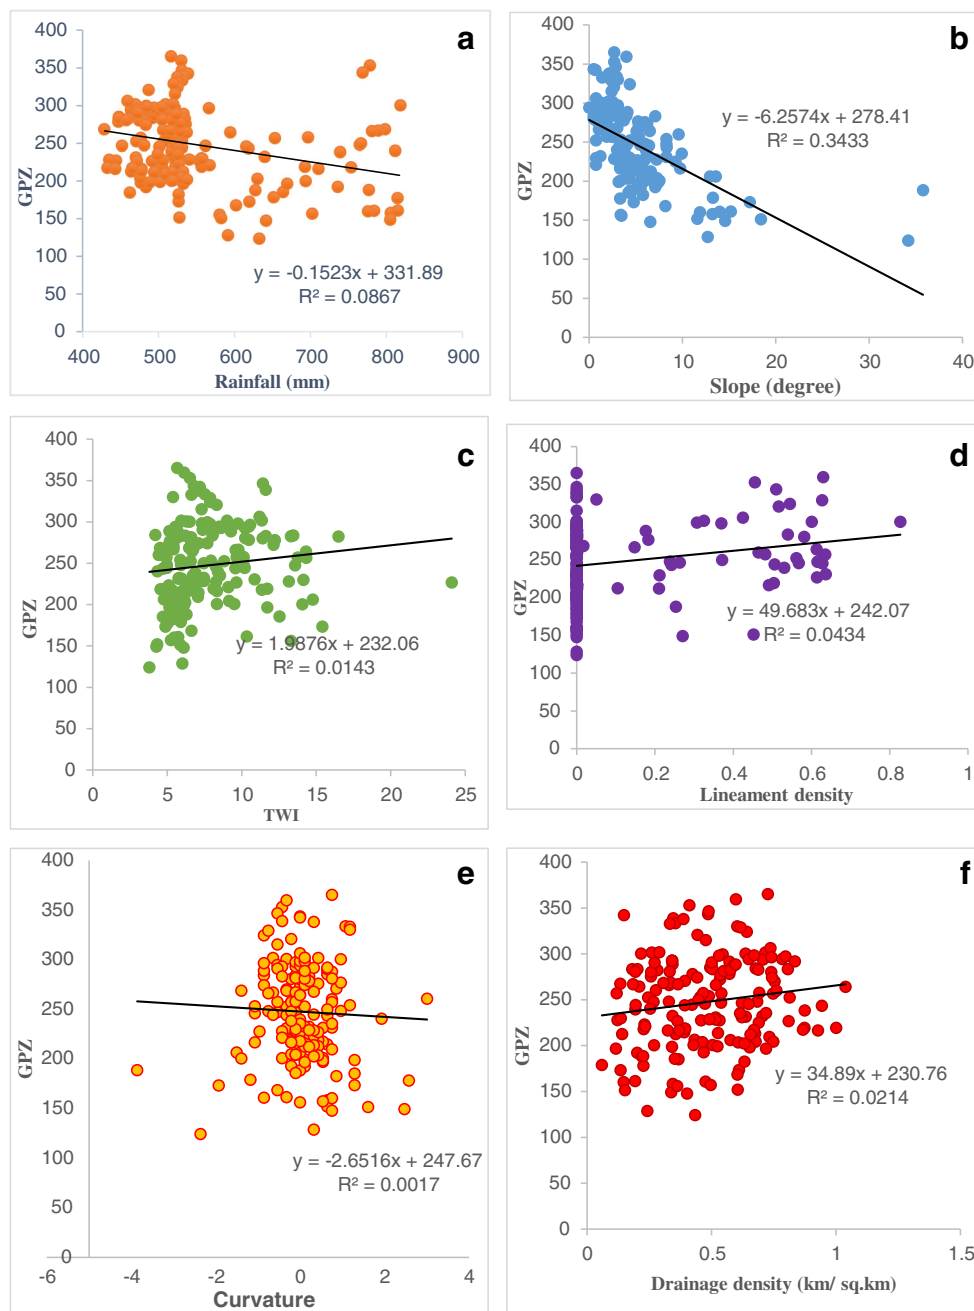 a
400
350
300
250
200
150
100
50
0
GPZ
y = -0.1523x + 331.89
R² = 0.0867
400 500 600 700 800 900
Rainfall (mm)
b
400
350
300
250
200
150
100
50
0
GPZ
y = -6.2574x + 278.41
R² = 0.3433
0 10 20 30 40
Slope (degree)
c
400
350
300
250
200
150
100
50
0
GPZ
y = 1.9876x + 232.06
R² = 0.0143
0 5 10 15 20 25
TWI
d
400
350
300
250
200
150
100
50
0
GPZ
y = 49.683x + 242.07
R² = 0.0434
0 0.2 0.4 0.6 0.8 1
Lineament density
e
400
350
300
250
200
150
100
50
0
GPZ
y = -2.6516x + 247.67
R² = 0.0017
-6 -4 -2 0 2 4
Curvature
f
400
350
300
250
200
150
100
50
0
GPZ
y = 34.89x + 230.76
R² = 0.0214
0 0.5 1 1.5
Drainage density (km/ sq.km)